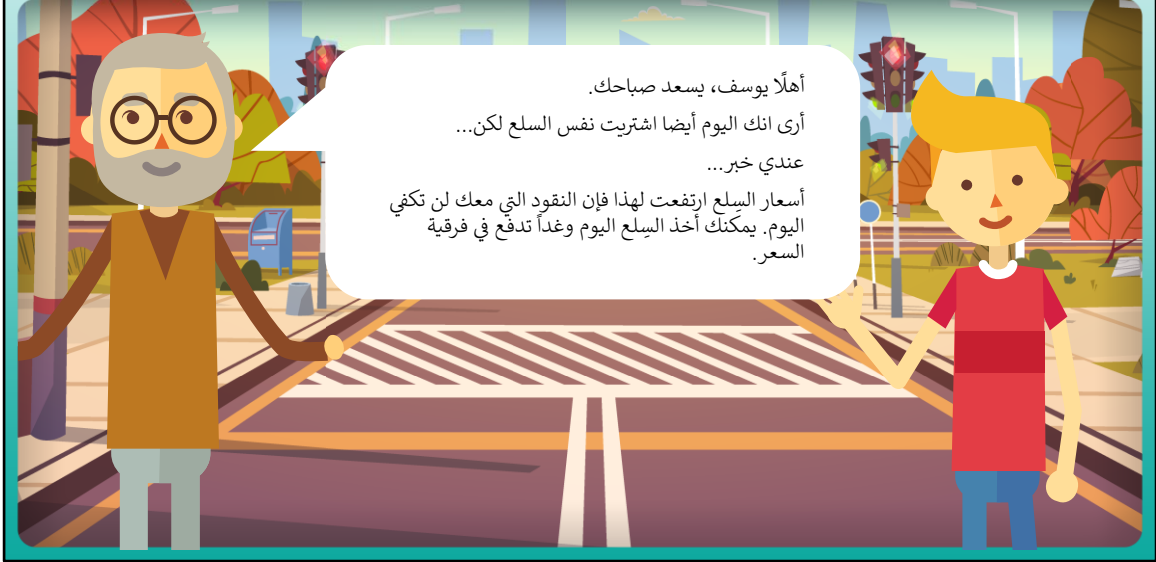 أهلًا يوسف، يسعد صباحك.
أرى انك اليوم أيضا اشتريت نفس السلع لكن...
عندي خبر...
أسعار السِلع ارتفعت لهذا فإن النقود التي معك لن تكفي
اليوم. يمكنك أخذ السِلع اليوم وغداً تدفع في فرقية
السعر.